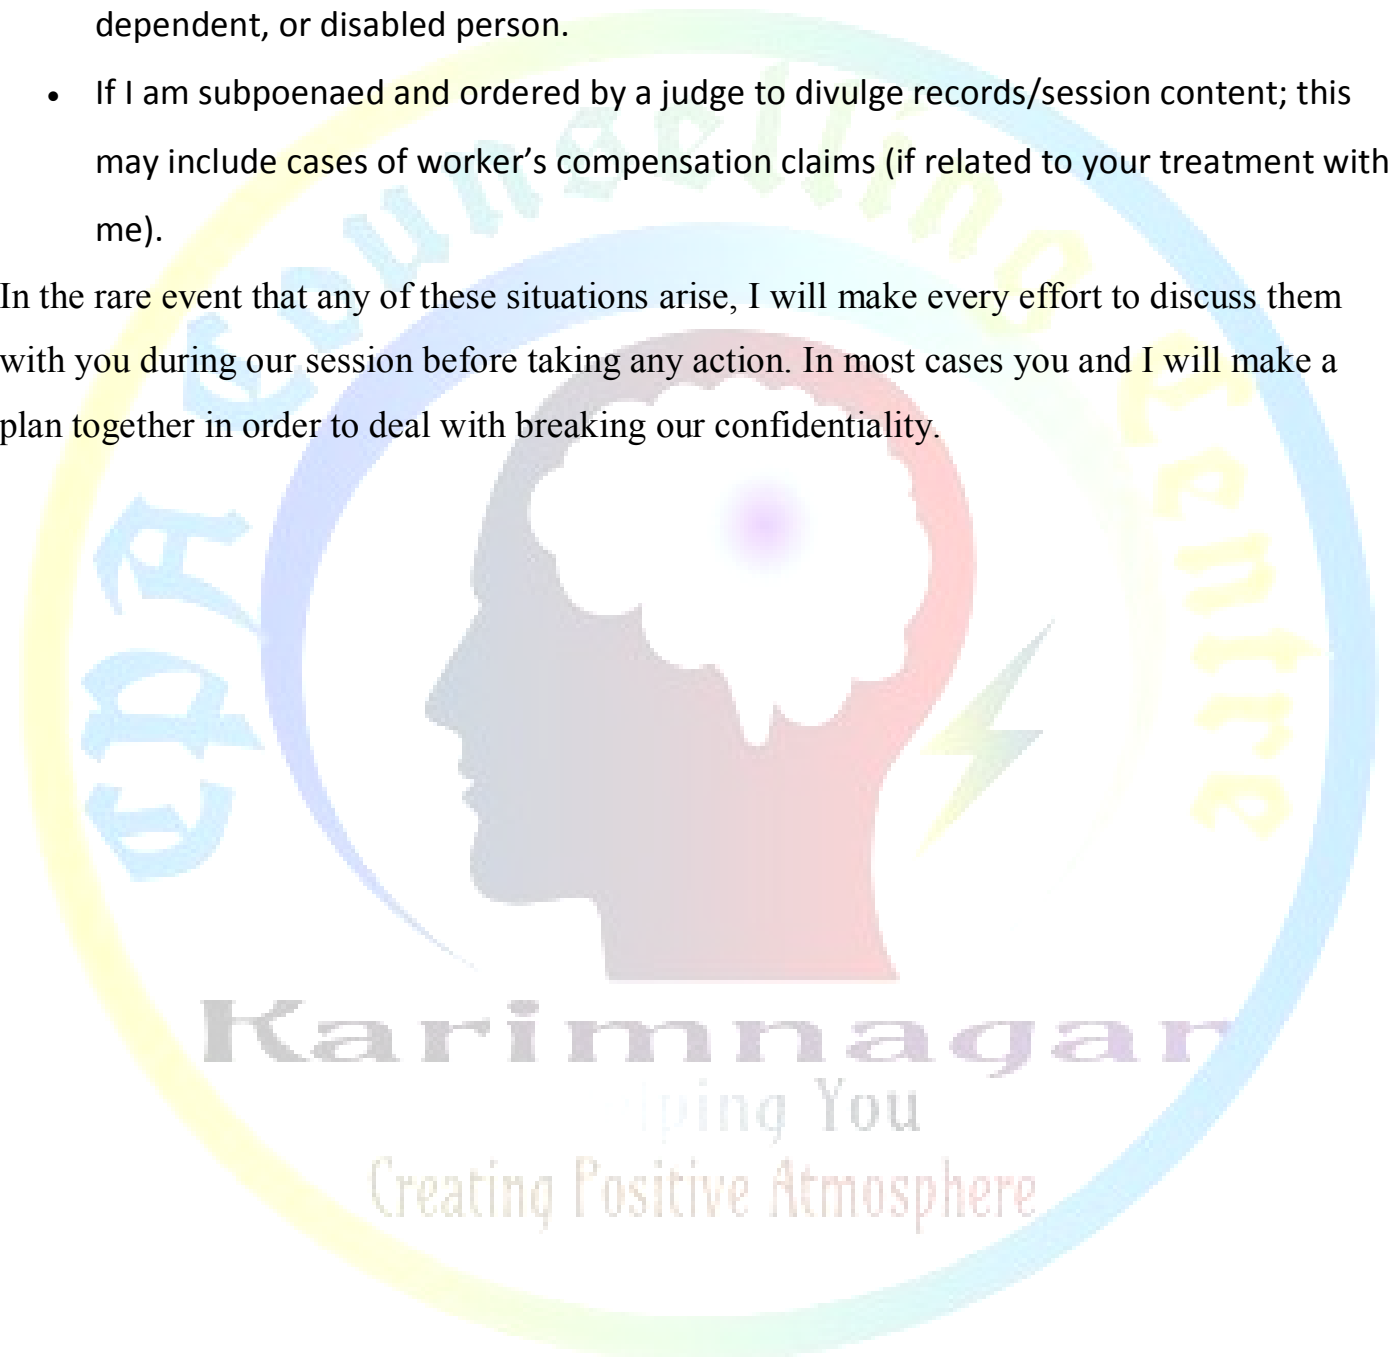 dependent, or disabled person.
• If I am subpoenaed and ordered by a judge to divulge records/session content; this
may include cases of worker’s compensation claims (if related to your treatment with
me).
In the rare event that any of these situations arise, I will make every effort to discuss them
with you during our session before taking any action. In most cases you and I will make a
plan together in order to deal with breaking our confidentiality.
CPA Counselling Centre
Karimnagar
You
Creating Positive Atmosphere